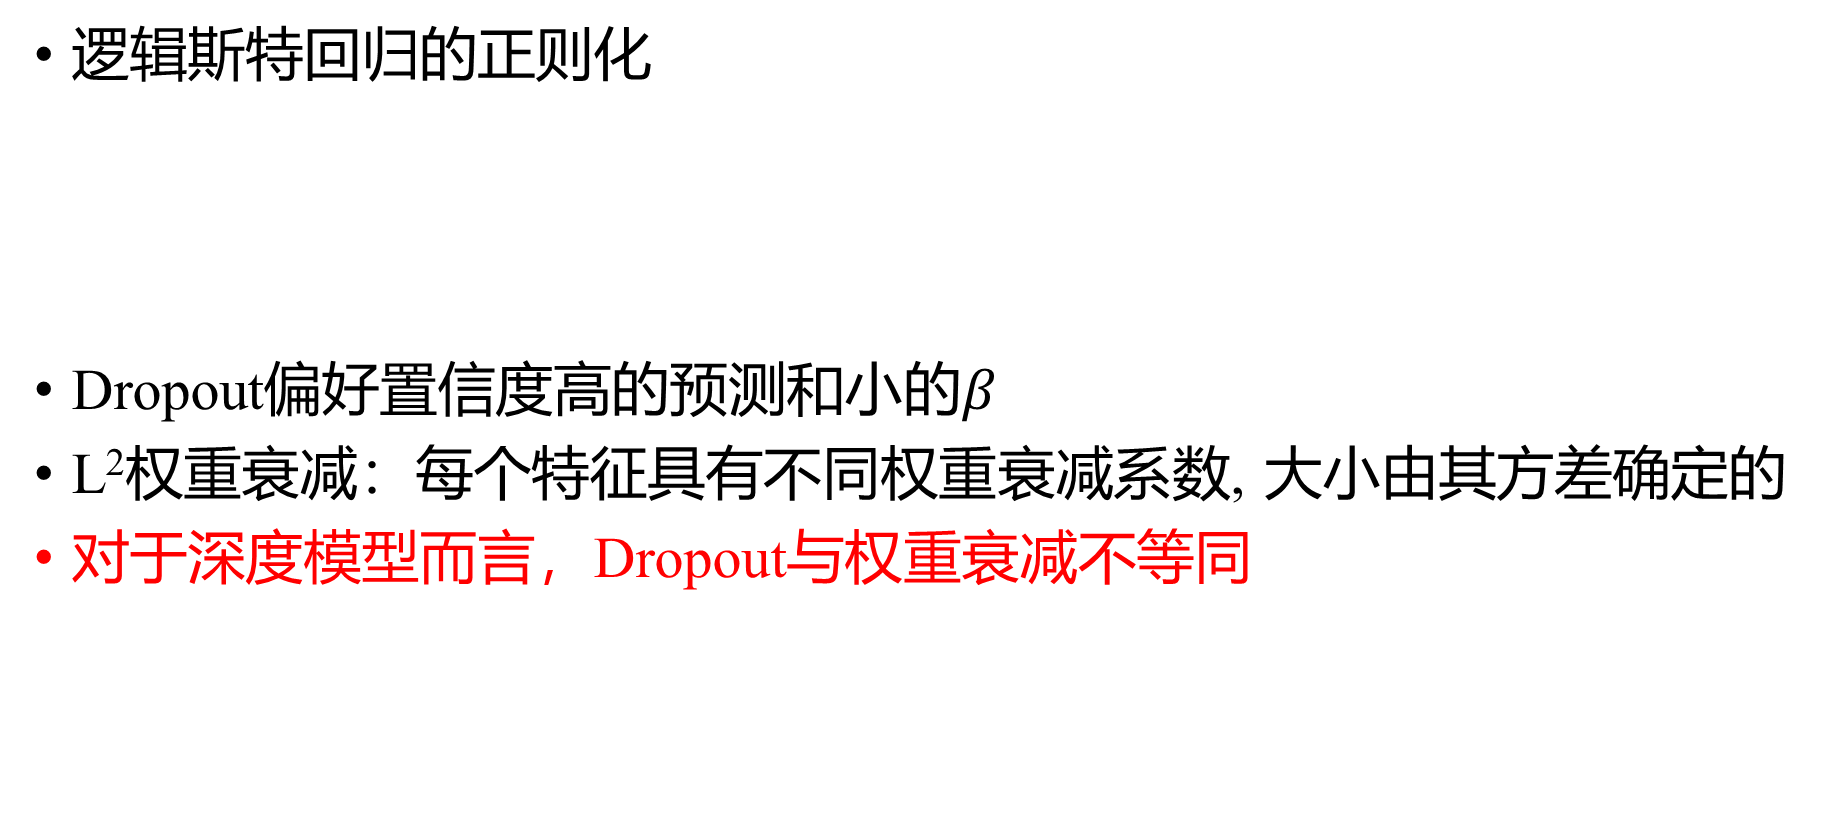 • 逻辑斯特回归的正则化
• Dropout偏好置信度高的预测和小的β
• L²权重衰减：每个特征具有不同权重衰减系数, 大小由其方差确定的
• 对于深度模型而言，Dropout与权重衰减不等同